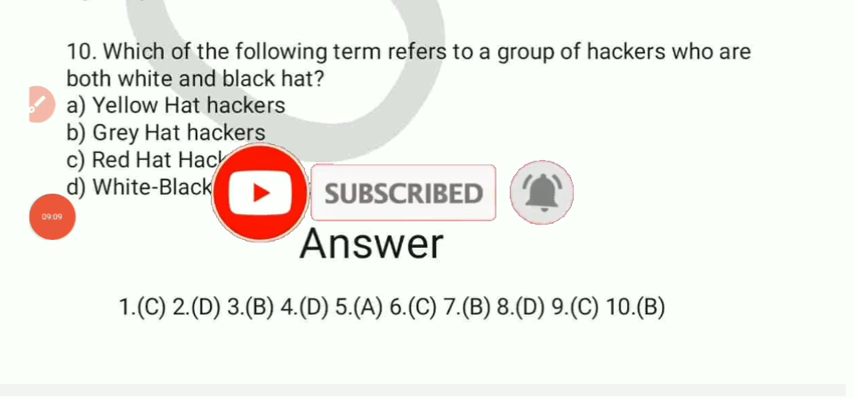 10. Which of the following term refers to a group of hackers who are
both white and black hat?
a) Yellow Hat hackers
b) Grey Hat hackers
c) Red Hat
d) White-Black
09:09
SUBSCRIBED
Answer
1.(C) 2.(D) 3.(B) 4.(D) 5.(A) 6.(C) 7.(B) 8.(D) 9.(C) 10.(B)